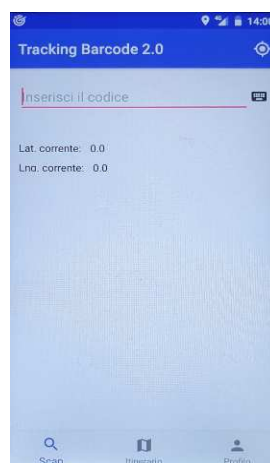 14:00
Tracking Barcode 2.0
Inserisci il codice
Lat. corrente: 0.0
Lng. corrente: 0.0
Scan
Itinerario
Profilo